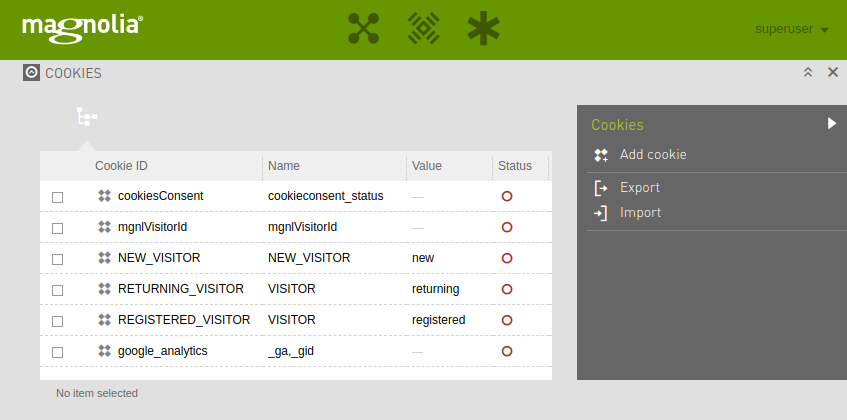 magnolia®
superuser
COOKIES
Cookie ID Name Value Status
cookiesConsent cookieconsent_status —
mgnlVisitorId mgnlVisitorId —
NEW_VISITOR NEW_VISITOR new
RETURNING_VISITOR VISITOR returning
REGISTERED_VISITOR VISITOR registered
google_analytics _ga,_gid —
No item selected
Cookies
Add cookie
Export
Import